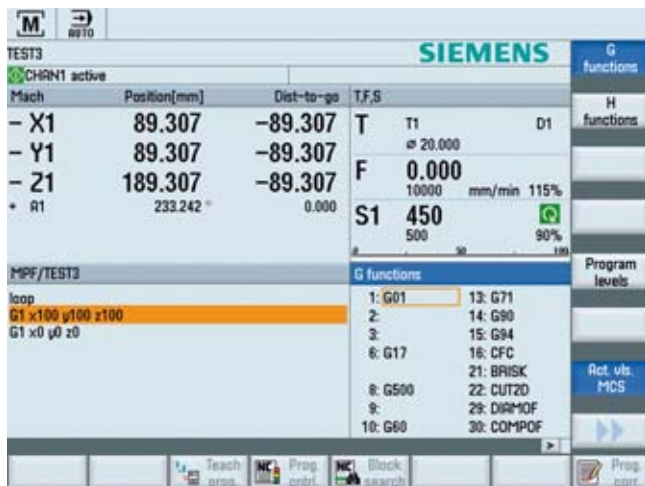 M
AUTO
TEST3
SIEMENS
CHAN1 active
Mach Position[mm] Dist-to-go
- X1 89.307 -89.307
- Y1 89.307 -89.307
- Z1 189.307 -89.307
+ A1 233.242 ° 0.000
T,F,S
T T1 D1
⌀ 20.000
F 0.000
10000 mm/min 115%
S1 450
500 90%
0 50 100
MPF/TEST3
loop
G1 x100 y100 z100
G1 x0 y0 z0
G functions
1: G01 13: G71
2: 14: G90
3: 15: G94
6: G17 16: CFC
21: BRISK
8: G500 22: CUT2D
9: 29: DIAMOF
10: G60 30: COMPOF
G
functions
H
functions
Program
levels
Act. vls.
MCS
Teach
prog.
NC Prog.
cntrl.
NC Block
search
Prog.
corr.